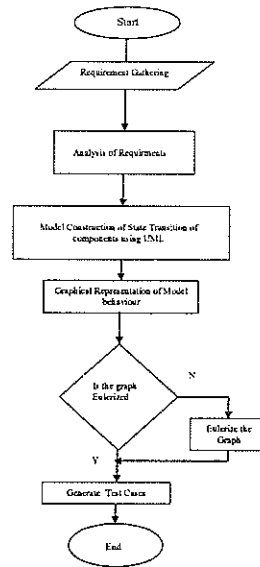 Start
Requirement Gathering
Analysis of Requirments
Model Construction of State Transition of
components using UML
Graphical Representation of Model
behaviour
Is the graph
Eulerized
N
Eulerize the
Graph
Y
Generate Test Cases
End